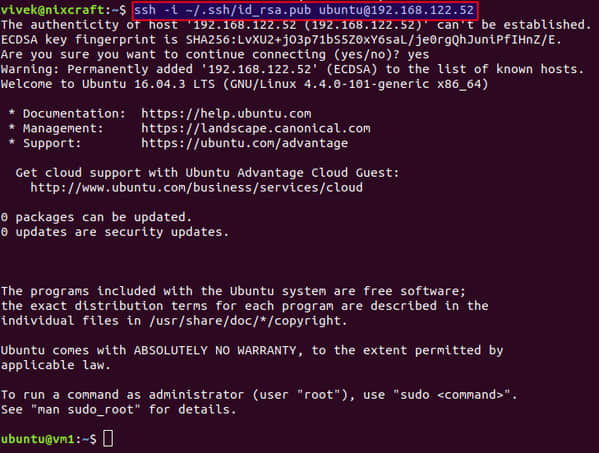 vivek@nixcraft:~$ ssh -i ~/.ssh/id_rsa.pub ubuntu@192.168.122.52
The authenticity of host '192.168.122.52 (192.168.122.52)' can't be established.
ECDSA key fingerprint is SHA256:LvXU2+jO3p71bS5Z0xY6saL/je0rgQhJuniPfIHnZ/E.
Are you sure you want to continue connecting (yes/no)? yes
Warning: Permanently added '192.168.122.52' (ECDSA) to the list of known hosts.
Welcome to Ubuntu 16.04.3 LTS (GNU/Linux 4.4.0-101-generic x86_64)
* Documentation: https://help.ubuntu.com
* Management: https://landscape.canonical.com
* Support: https://ubuntu.com/advantage
Get cloud support with Ubuntu Advantage Cloud Guest:
http://www.ubuntu.com/business/services/cloud
0 packages can be updated.
0 updates are security updates.
The programs included with the Ubuntu system are free software;
the exact distribution terms for each program are described in the
individual files in /usr/share/doc/*/copyright.
Ubuntu comes with ABSOLUTELY NO WARRANTY, to the extent permitted by
applicable law.
To run a command as administrator (user "root"), use "sudo <command>".
See "man sudo_root" for details.
ubuntu@vm1:~$